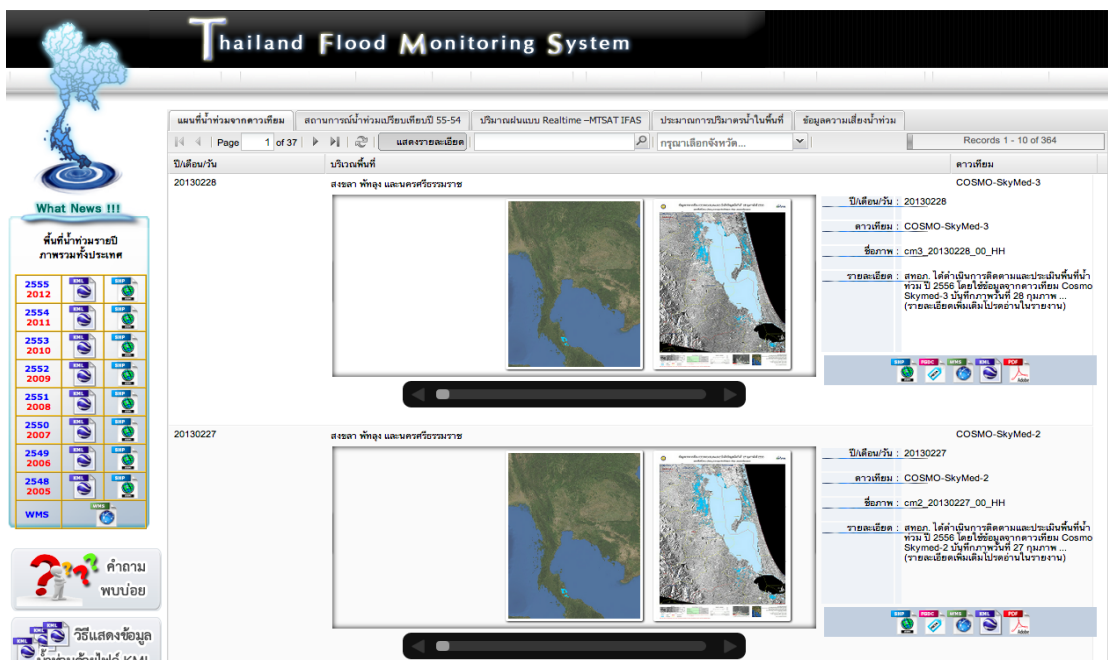 Thailand Flood Monitoring System
แผนที่น้ำท่วมจากดาวเทียม
สถานการณ์น้ำท่วมเปรียบเทียบปี 55-54
ปริมาณฝนแบบ Realtime –MTSAT IFAS
ประมาณการปริมาตรน้ำในพื้นที่
ข้อมูลความเสี่ยงน้ำท่วม
Page 1 of 37
แสดงรายละเอียด
กรุณาเลือกจังหวัด...
Records 1 - 10 of 364
ปี/เดือน/วัน
บริเวณพื้นที่
ดาวเทียม
20130228
สงขลา พัทลุง และนครศรีธรรมราช
COSMO-SkyMed-3
ปี/เดือน/วัน : 20130228
ดาวเทียม : COSMO-SkyMed-3
ชื่อภาพ : cm3_20130228_00_HH
รายละเอียด : สทอภ. ได้ดำเนินการติดตามและประเมินพื้นที่น้ำ
ท่วม ปี 2556 โดยใช้ข้อมูลจากดาวเทียม Cosmo
Skymed-3 บันทึกภาพวันที่ 28 กุมภาพ ...
(รายละเอียดเพิ่มเติมโปรดอ่านในรายงาน)
20130227
สงขลา พัทลุง และนครศรีธรรมราช
COSMO-SkyMed-2
ปี/เดือน/วัน : 20130227
ดาวเทียม : COSMO-SkyMed-2
ชื่อภาพ : cm2_20130227_00_HH
รายละเอียด : สทอภ. ได้ดำเนินการติดตามและประเมินพื้นที่น้ำ
ท่วม ปี 2556 โดยใช้ข้อมูลจากดาวเทียม Cosmo
Skymed-2 บันทึกภาพวันที่ 27 กุมภาพ ...
(รายละเอียดเพิ่มเติมโปรดอ่านในรายงาน)
What News !!!
พื้นที่น้ำท่วมรายปี
ภาพรวมทั้งประเทศ
2555
2012
2554
2011
2553
2010
2552
2009
2551
2008
2550
2007
2549
2006
2548
2005
WMS
คำถาม
พบบ่อย
วิธีแสดงข้อมูล
น้ำท่วมด้วยไฟล์ KML